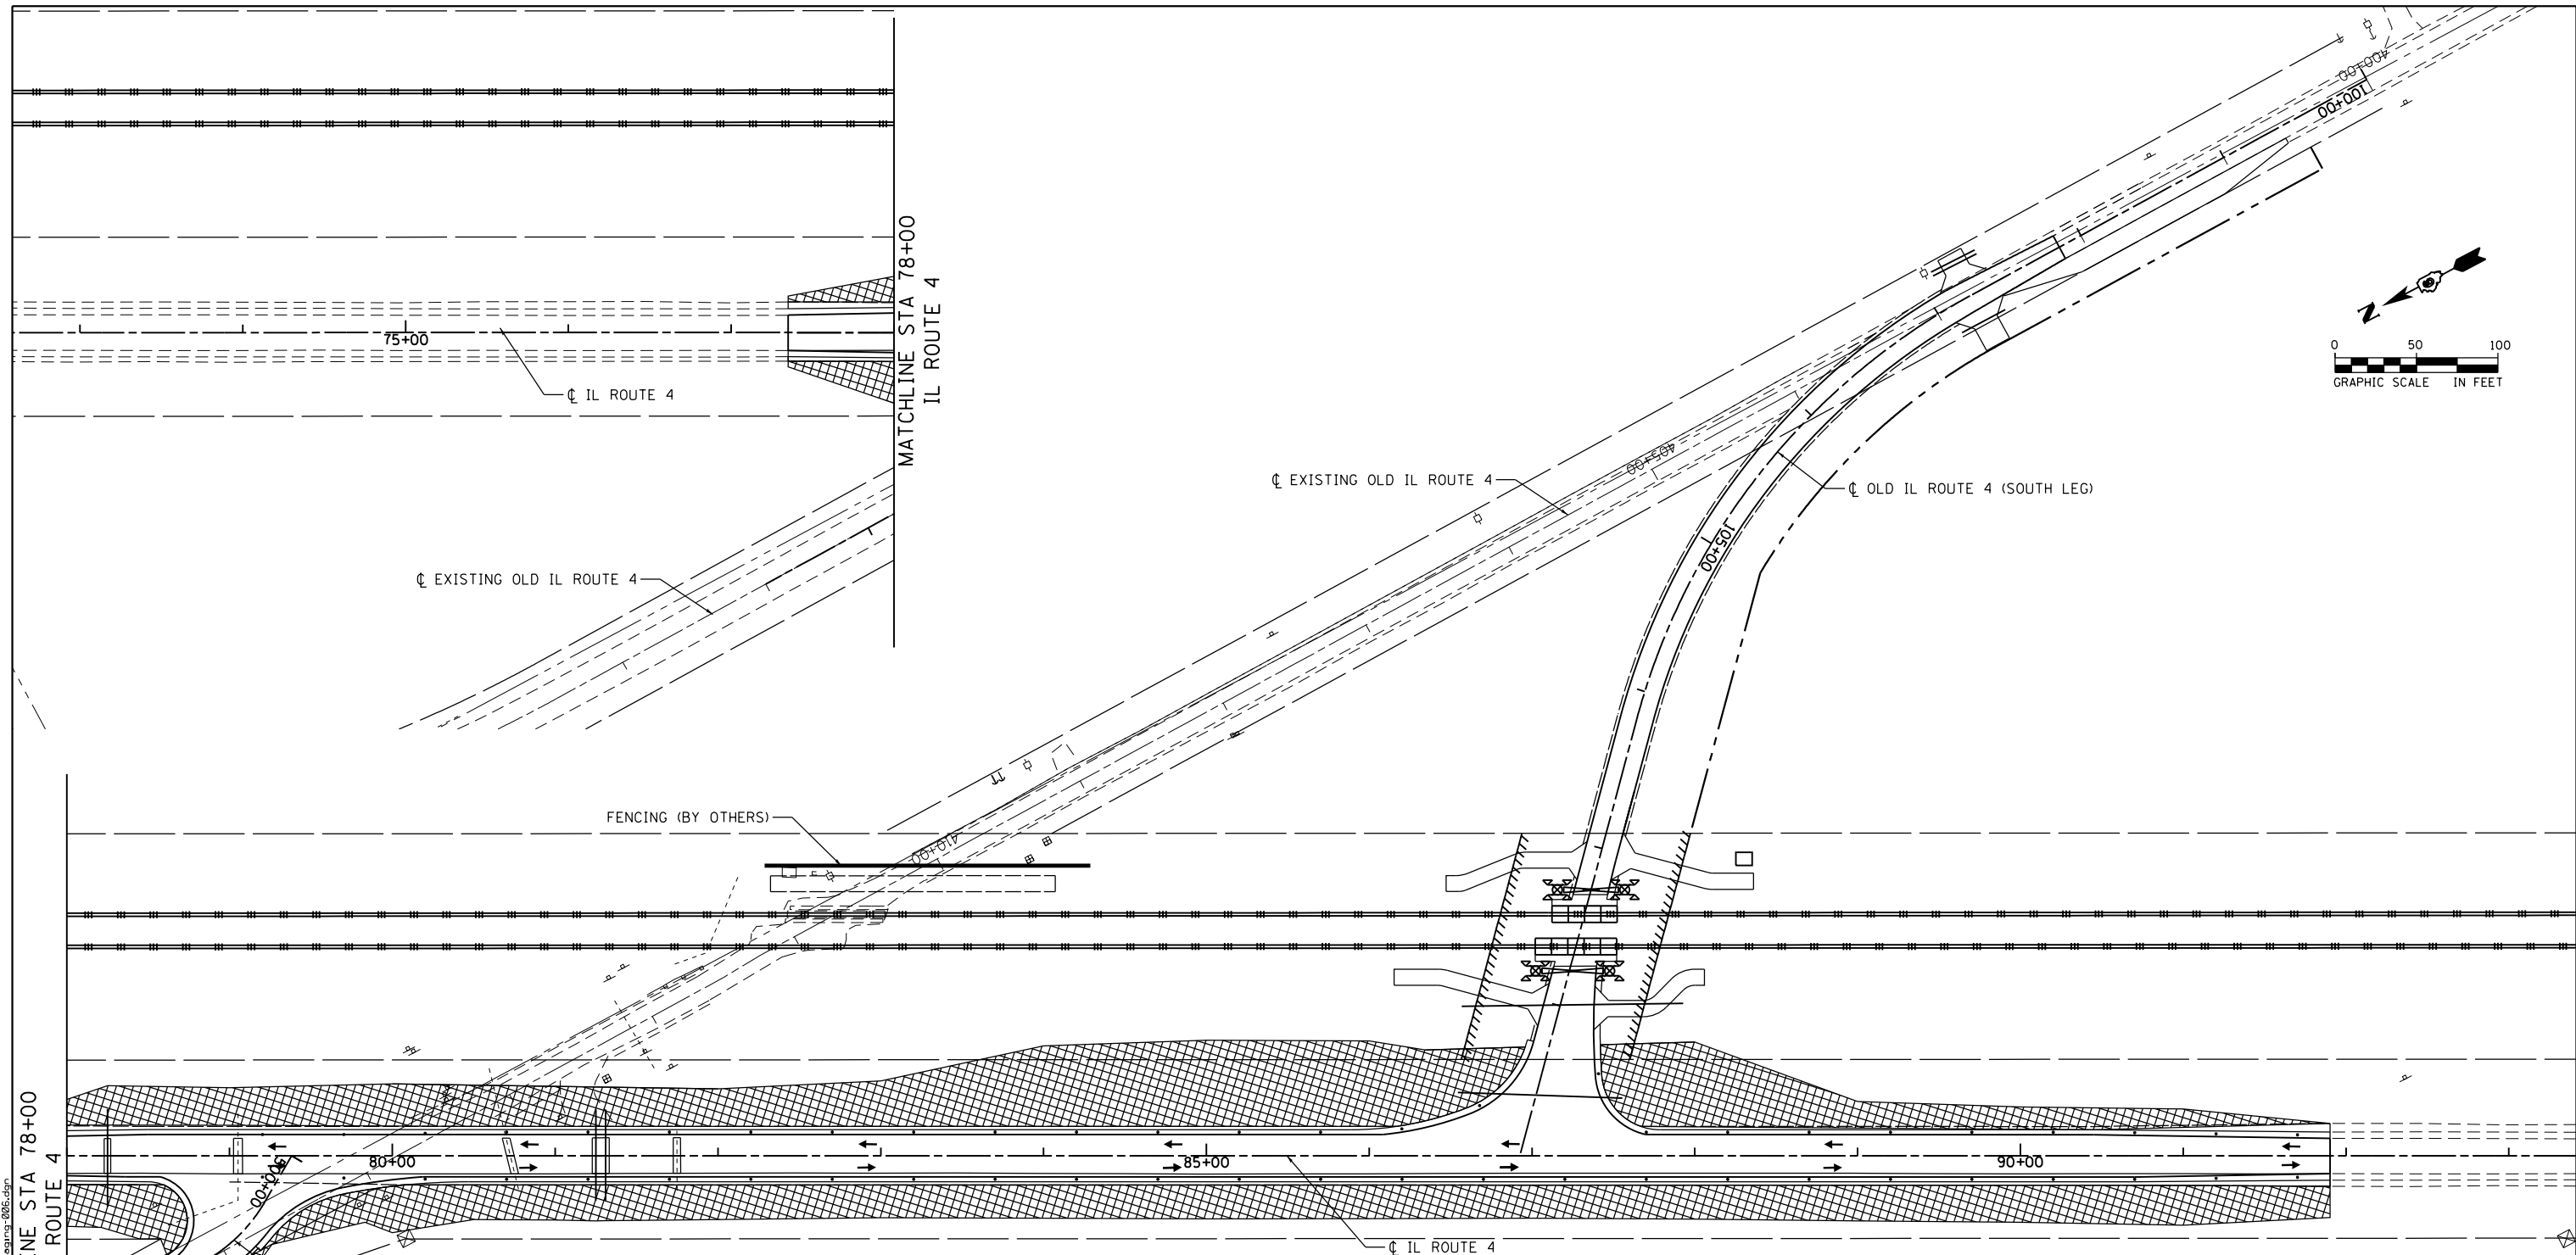 400+00
100+00
MATCHLINE STA 78+00
IL ROUTE 4
N
75+00
0 50 100
GRAPHIC SCALE IN FEET
℄ IL ROUTE 4
405+00
℄ EXISTING OLD IL ROUTE 4
℄ OLD IL ROUTE 4 (SOUTH LEG)
105+00
℄ EXISTING OLD IL ROUTE 4
FENCING (BY OTHERS)
410+00
STA 78+00
ROUTE 4
80+00
85+00
90+00
℄ IL ROUTE 4